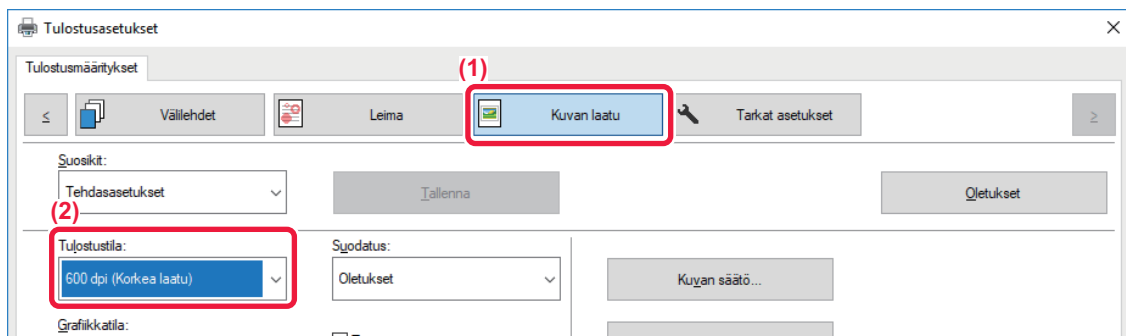 Tulostusasetukset
Tulostusmääritykset
(1)
<
Välilehdet
Leima
Kuvan laatu
Tarkat asetukset
>
Suosikit:
Tehdasasetukset
Tallenna
Oletukset
(2)
Tulostustila:
Suodatus:
600 dpi (Korkea laatu)
Oletukset
Kuvan säätö...
Grafiikkatila: